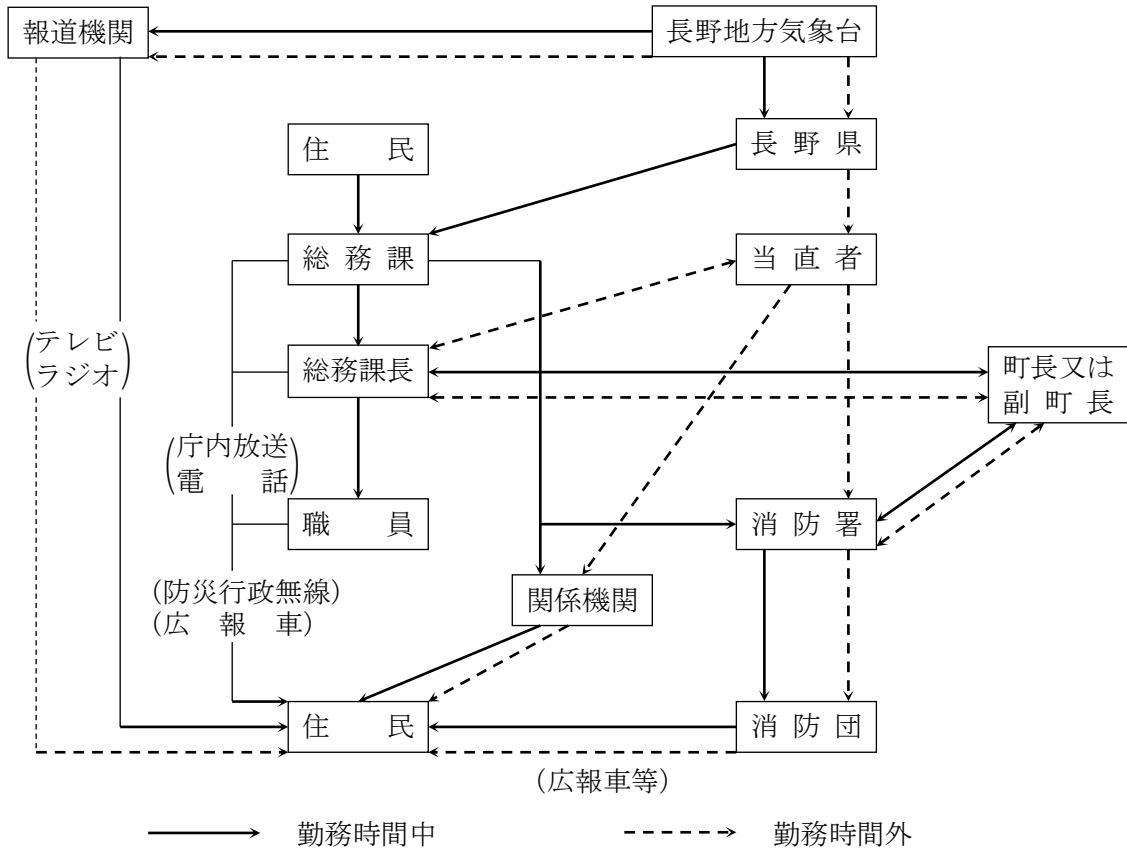 報道機関
長野地方気象台
住　　民
長 野 県
総 務 課
当 直 者
(テレビ
ラジオ)
総務課長
町長又は
副 町 長
(庁内放送
電　　話)
職　　員
消 防 署
(防災行政無線)
(広　報　車)
関係機関
住　　民
消 防 団
(広報車等)
勤務時間中
勤務時間外